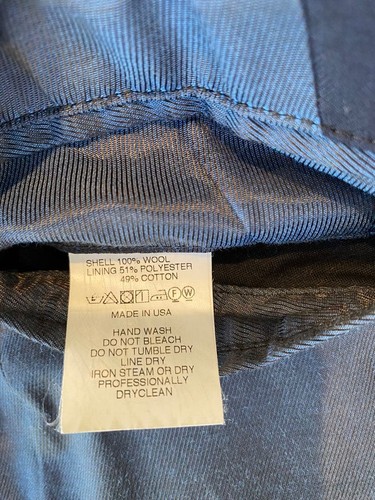 SHELL 100% WOOL
LINING 51% POLYESTER
49% COTTON
F W
MADE IN USA
HAND WASH
DO NOT BLEACH
DO NOT TUMBLE DRY
LINE DRY
IRON STEAM OR DRY
PROFESSIONALLY
DRYCLEAN